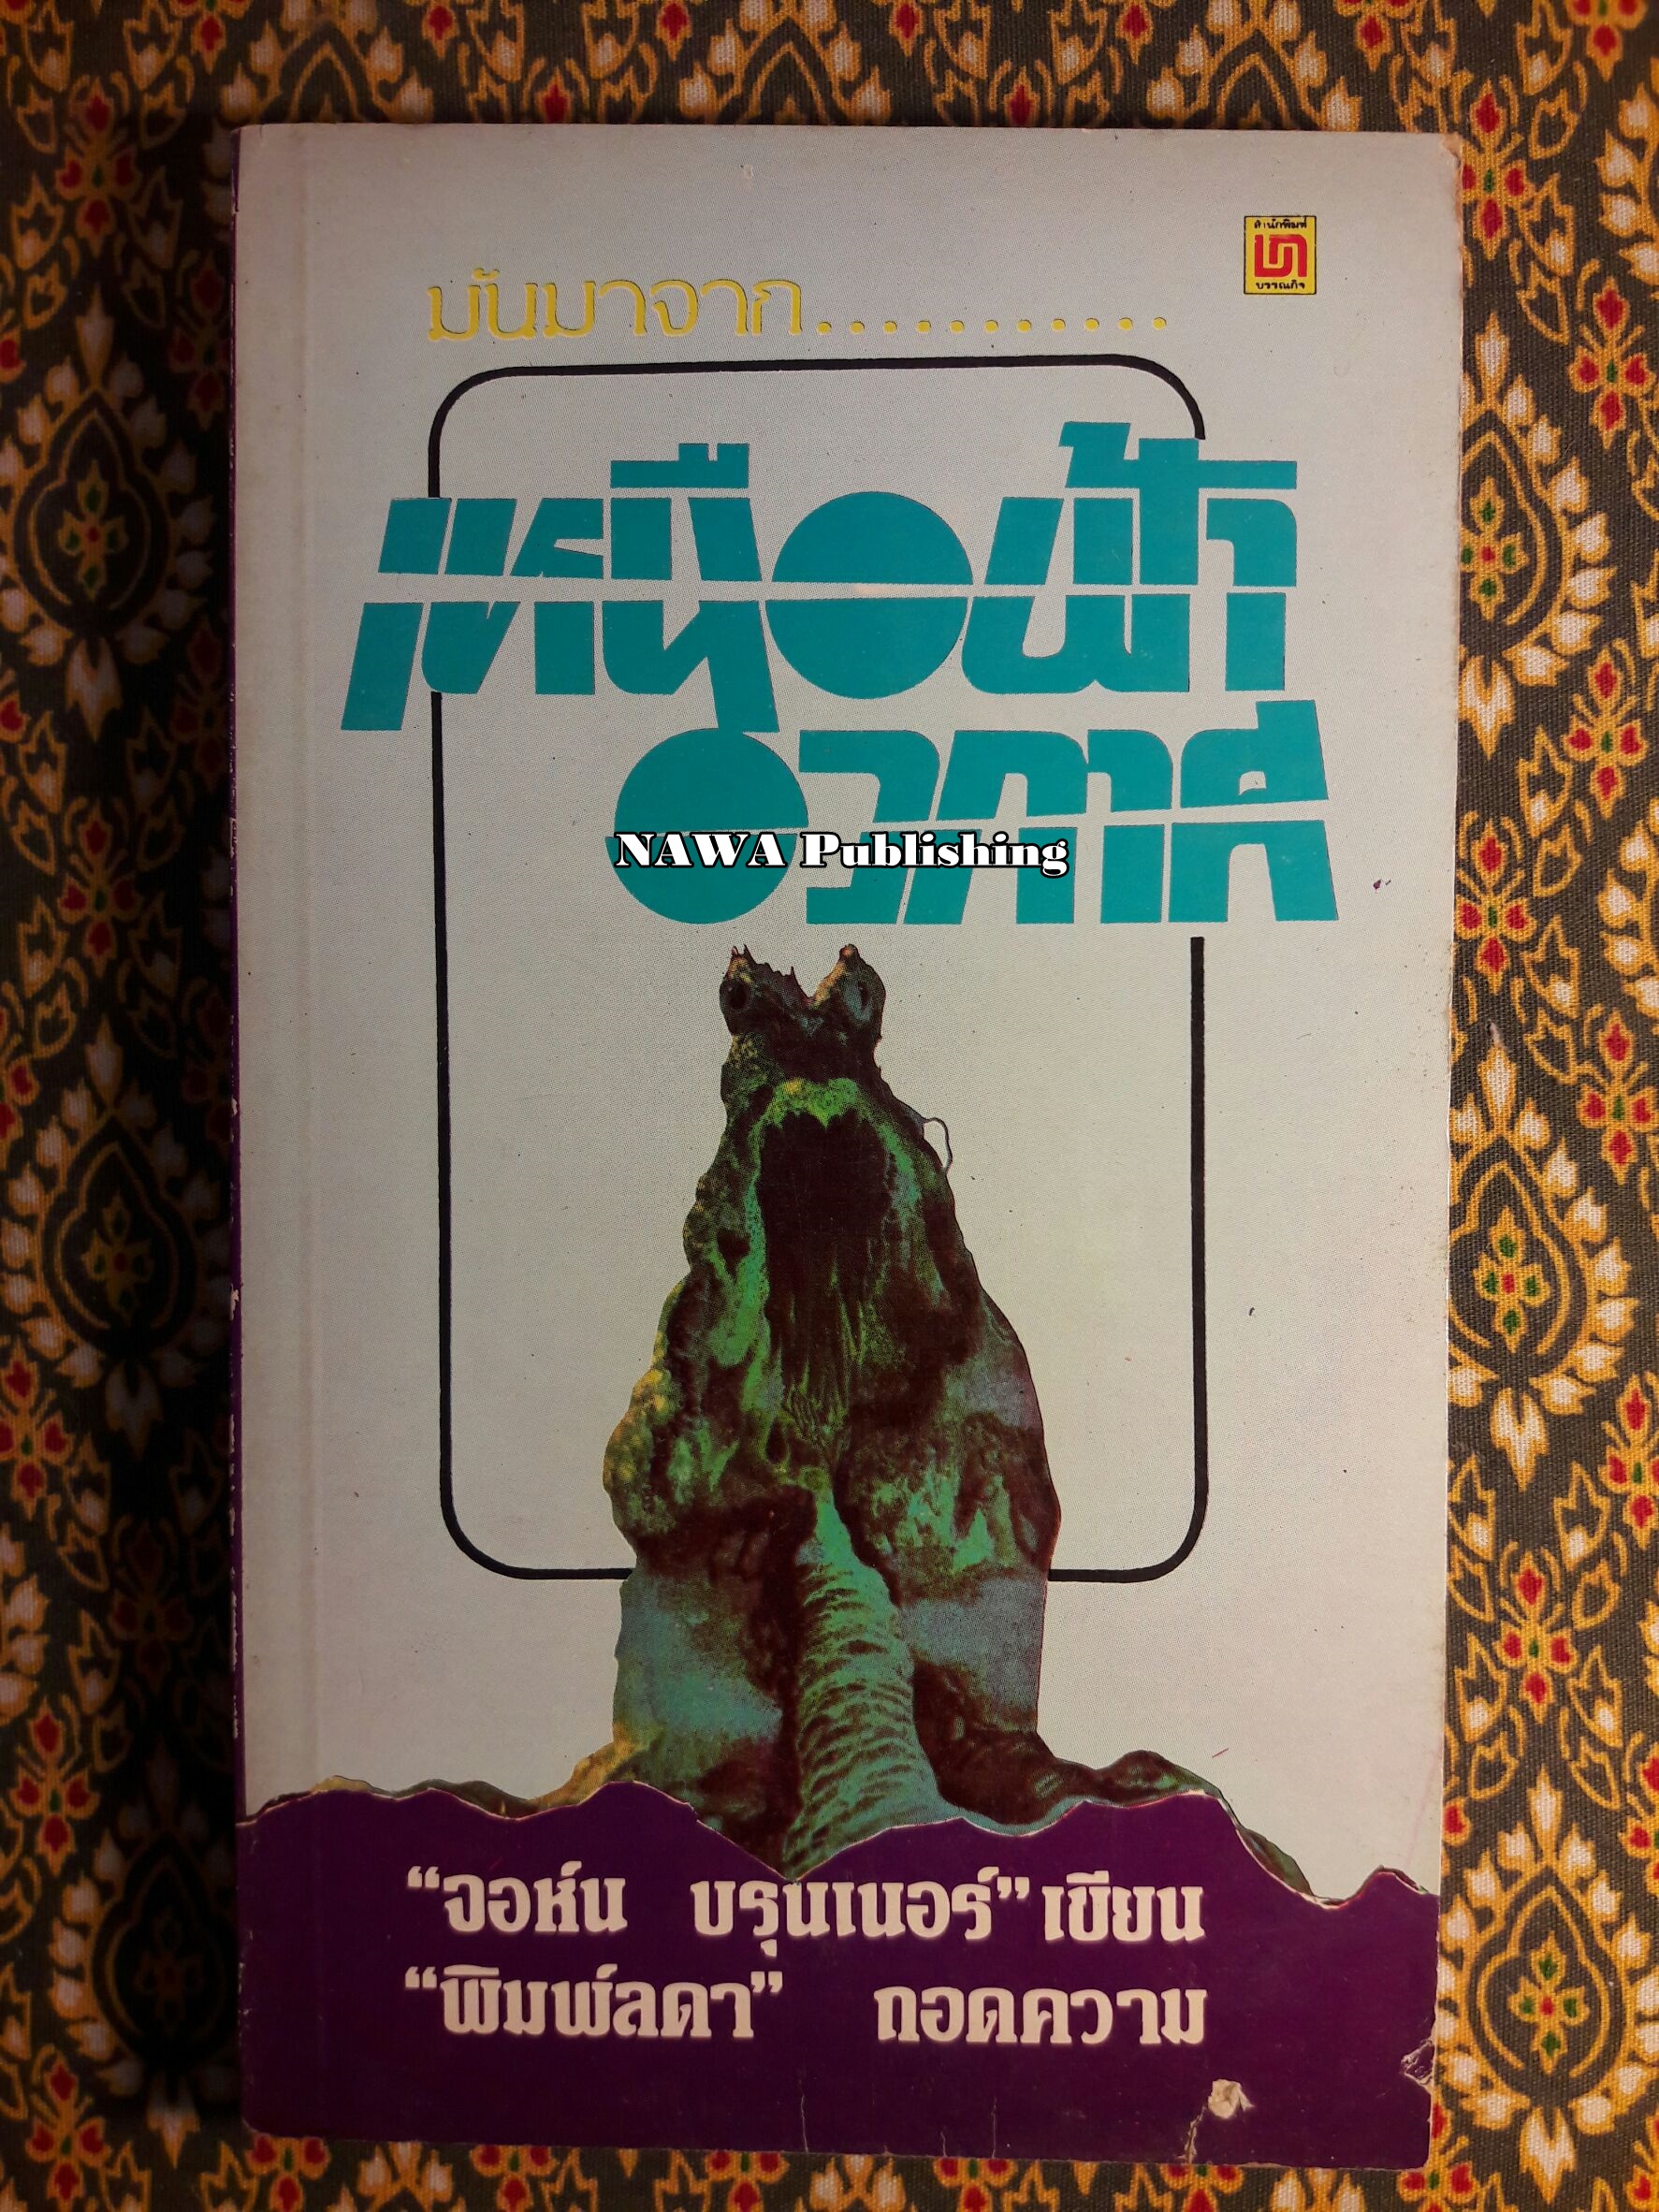 สำนักพิมพ์
บรรณกิจ
มันมาจาก...........
เหนือฟ้า
อวกาศ
NAWA Publishing
“จอห์น บรุนเนอร์” เขียน
“พิมพ์ลดา” ถอดความ